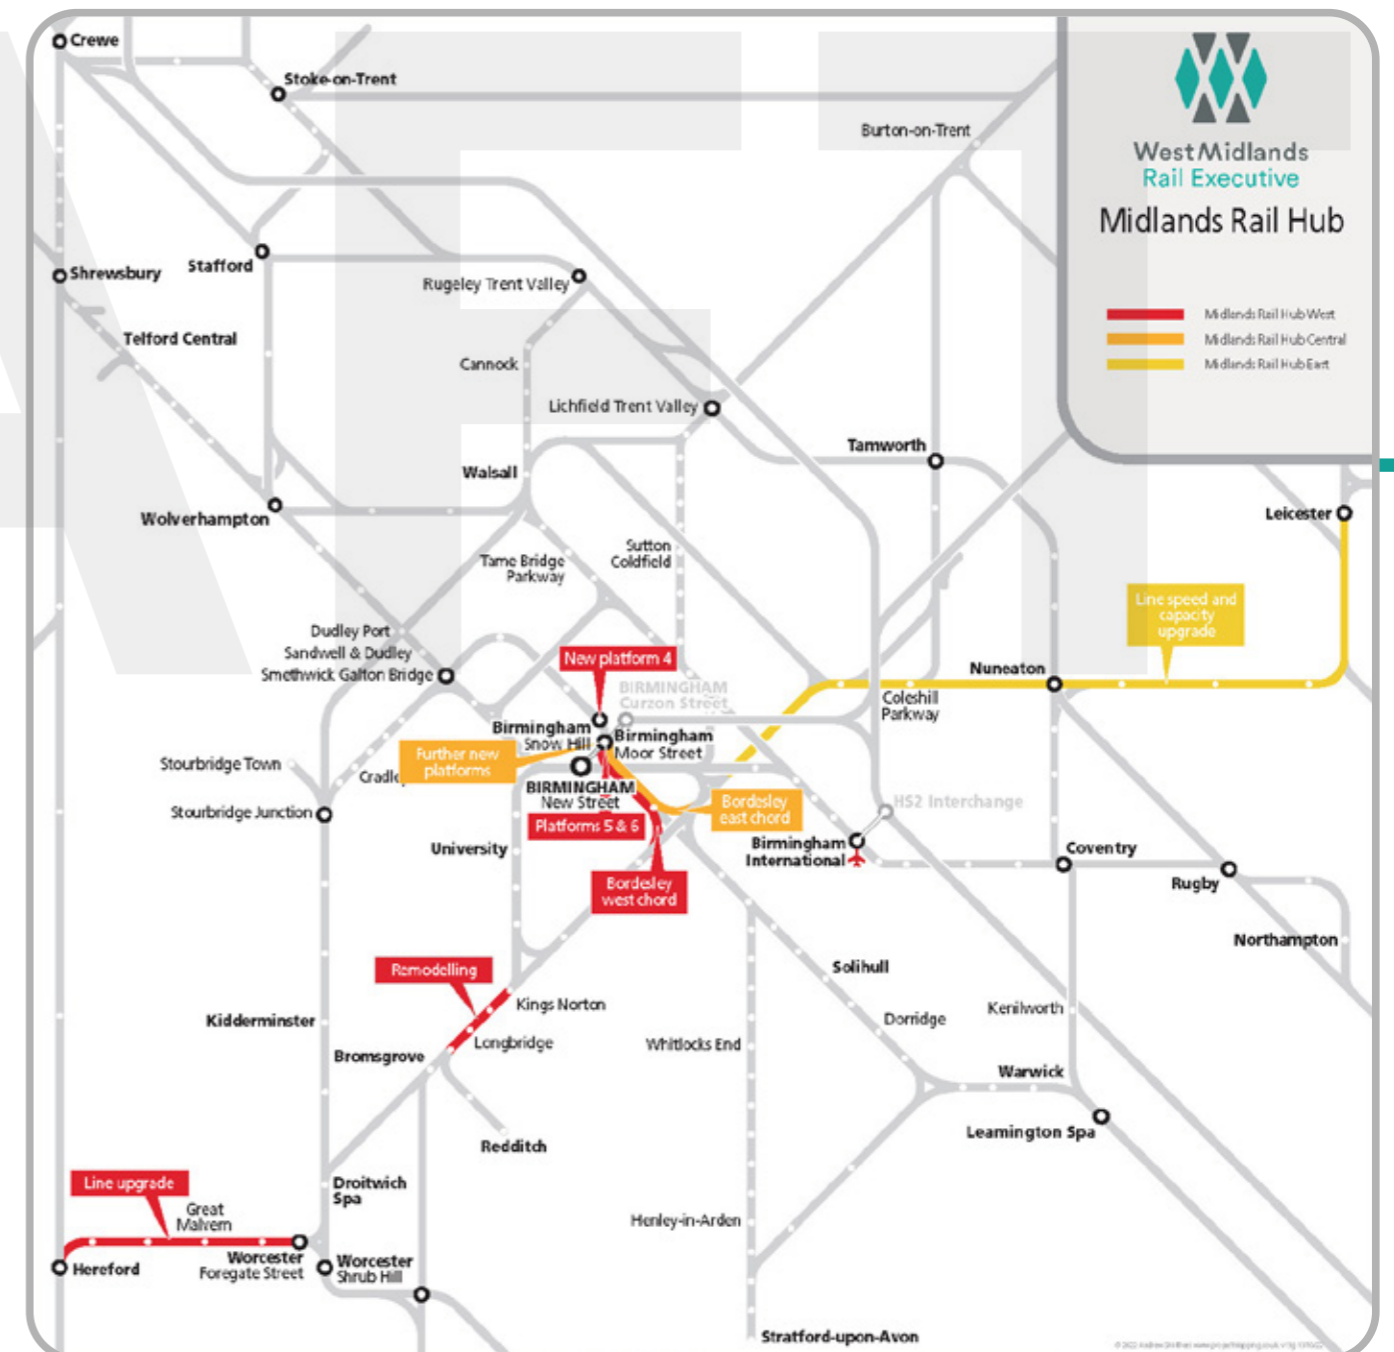 Crewe
Stoke-on-Trent
Burton-on-Trent
WestMidlands
Rail Executive
Midlands Rail Hub
Midlands Rail Hub West
Midlands Rail Hub Central
Midlands Rail Hub East
Shrewsbury
Stafford
Rugeley Trent Valley
Telford Central
Cannock
Lichfield Trent Valley
Tamworth
Walsall
Wolverhampton
Leicester
Tame Bridge
Parkway
Sutton
Coldfield
Line speed and
capacity
upgrade
Dudley Port
Sandwell & Dudley
Smethwick Galton Bridge
New platform 4
Nuneaton
BIRMINGHAM
Curzon Street
Coleshill
Parkway
Birmingham
Snow Hill
Birmingham
Moor Street
Further new
platforms
Stourbridge Town
Cradle
BIRMINGHAM
New Street
Bordesley
east chord
HS2 Interchange
Stourbridge Junction
Platforms 5 & 6
University
Birmingham
International
Coventry
Rugby
Bordesley
west chord
Northampton
Remodelling
Solihull
Kings Norton
Kenilworth
Dorridge
Kidderminster
Longbridge
Whitlocks End
Bromsgrove
Warwick
Leamington Spa
Redditch
Line upgrade
Droitwich
Spa
Great
Malvern
Henley-in-Arden
Worcester
Foregate Street
Worcester
Shrub Hill
Hereford
Stratford-upon-Avon